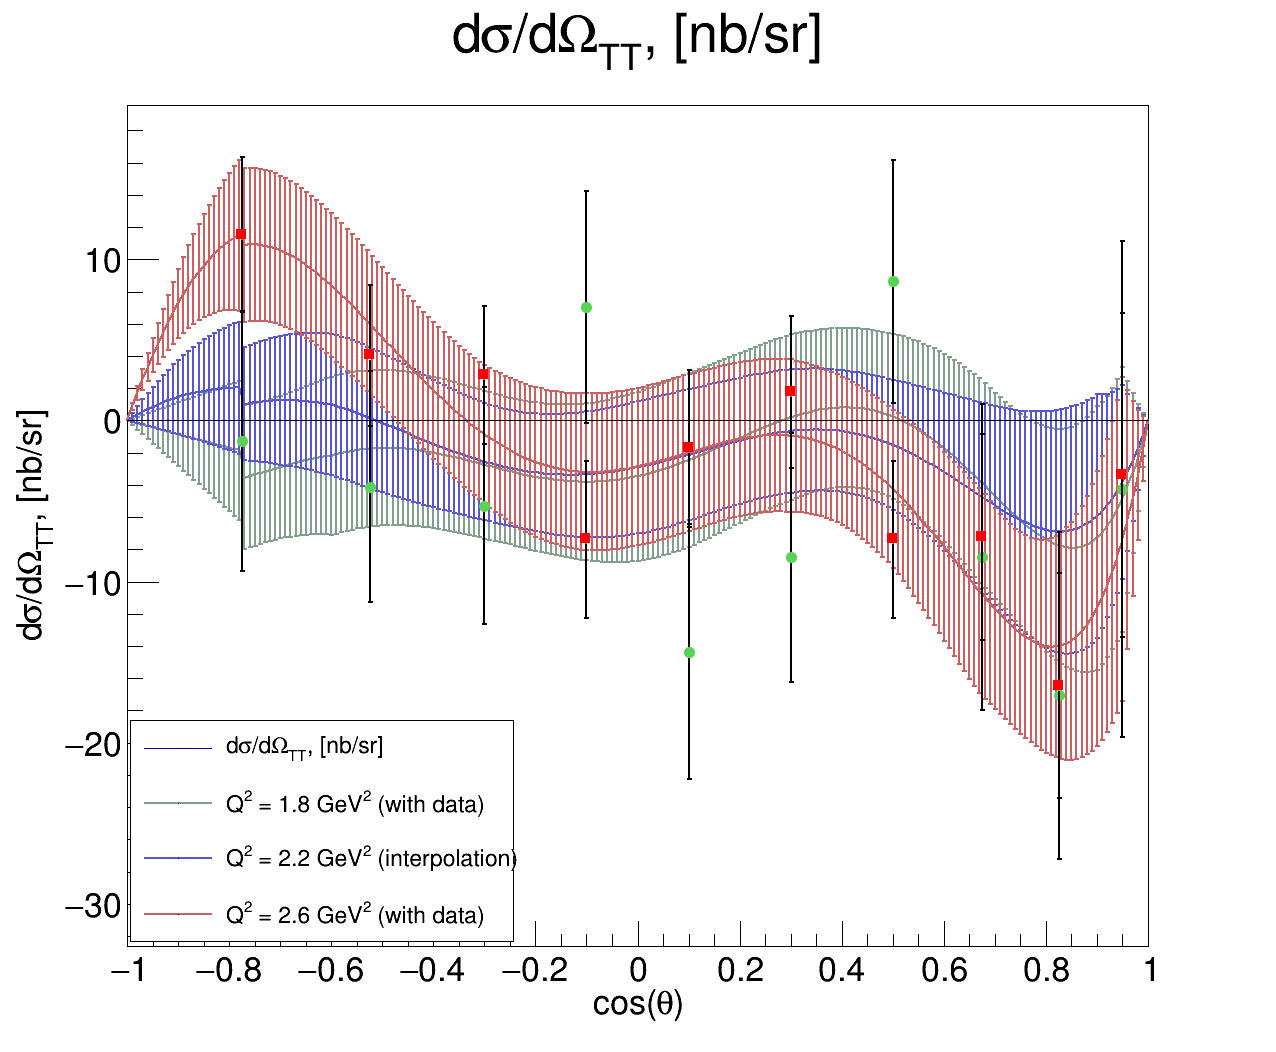 dσ/dΩTT, [nb/sr]
dσ/dΩTT, [nb/sr]
10
0
−10
−20
−30
dσ/dΩTT, [nb/sr]
Q² = 1.8 GeV² (with data)
Q² = 2.2 GeV² (interpolation)
Q² = 2.6 GeV² (with data)
−1 −0.8 −0.6 −0.4 −0.2 0 0.2 0.4 0.6 0.8 1
cos(θ)